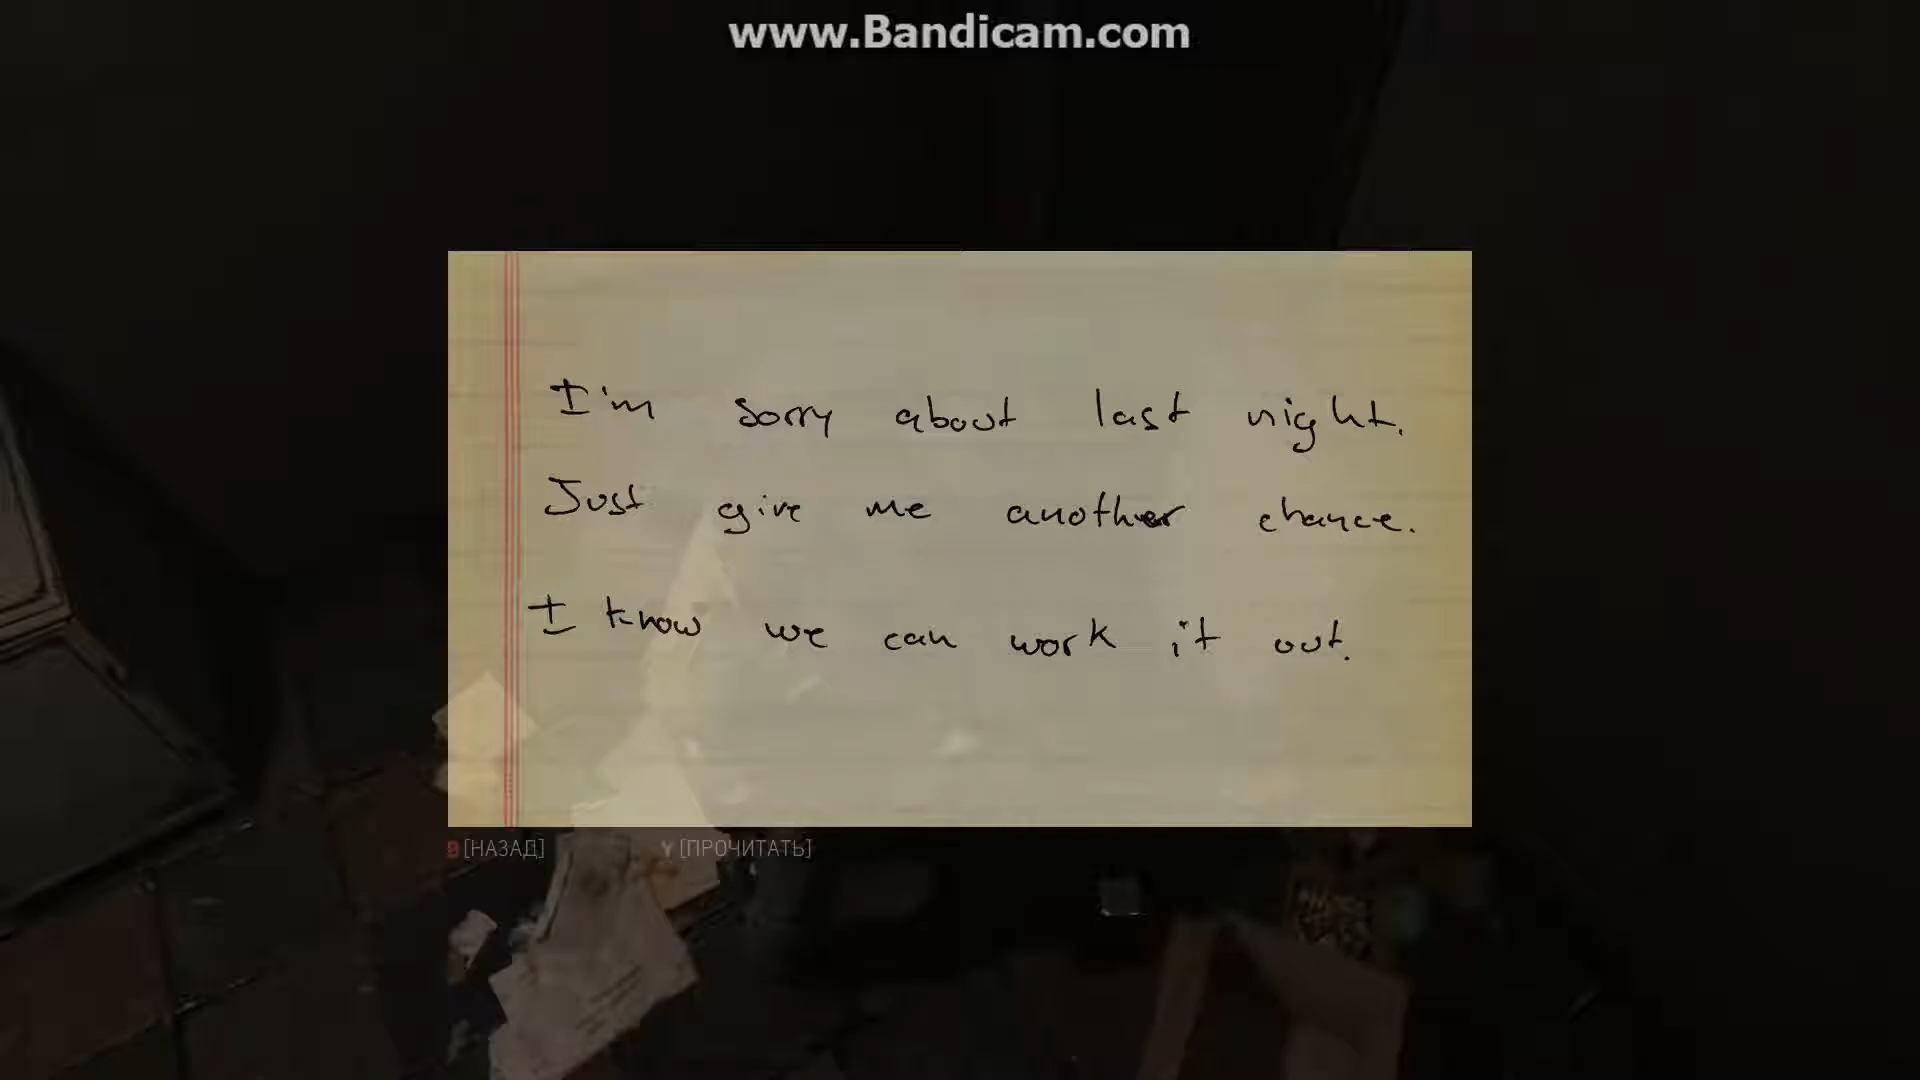 www.Bandicam.com
I'm sorry about last night.
Just give me another chance.
I know we can work it out.
B [НАЗАД] Y [ПРОЧИТАТЬ]